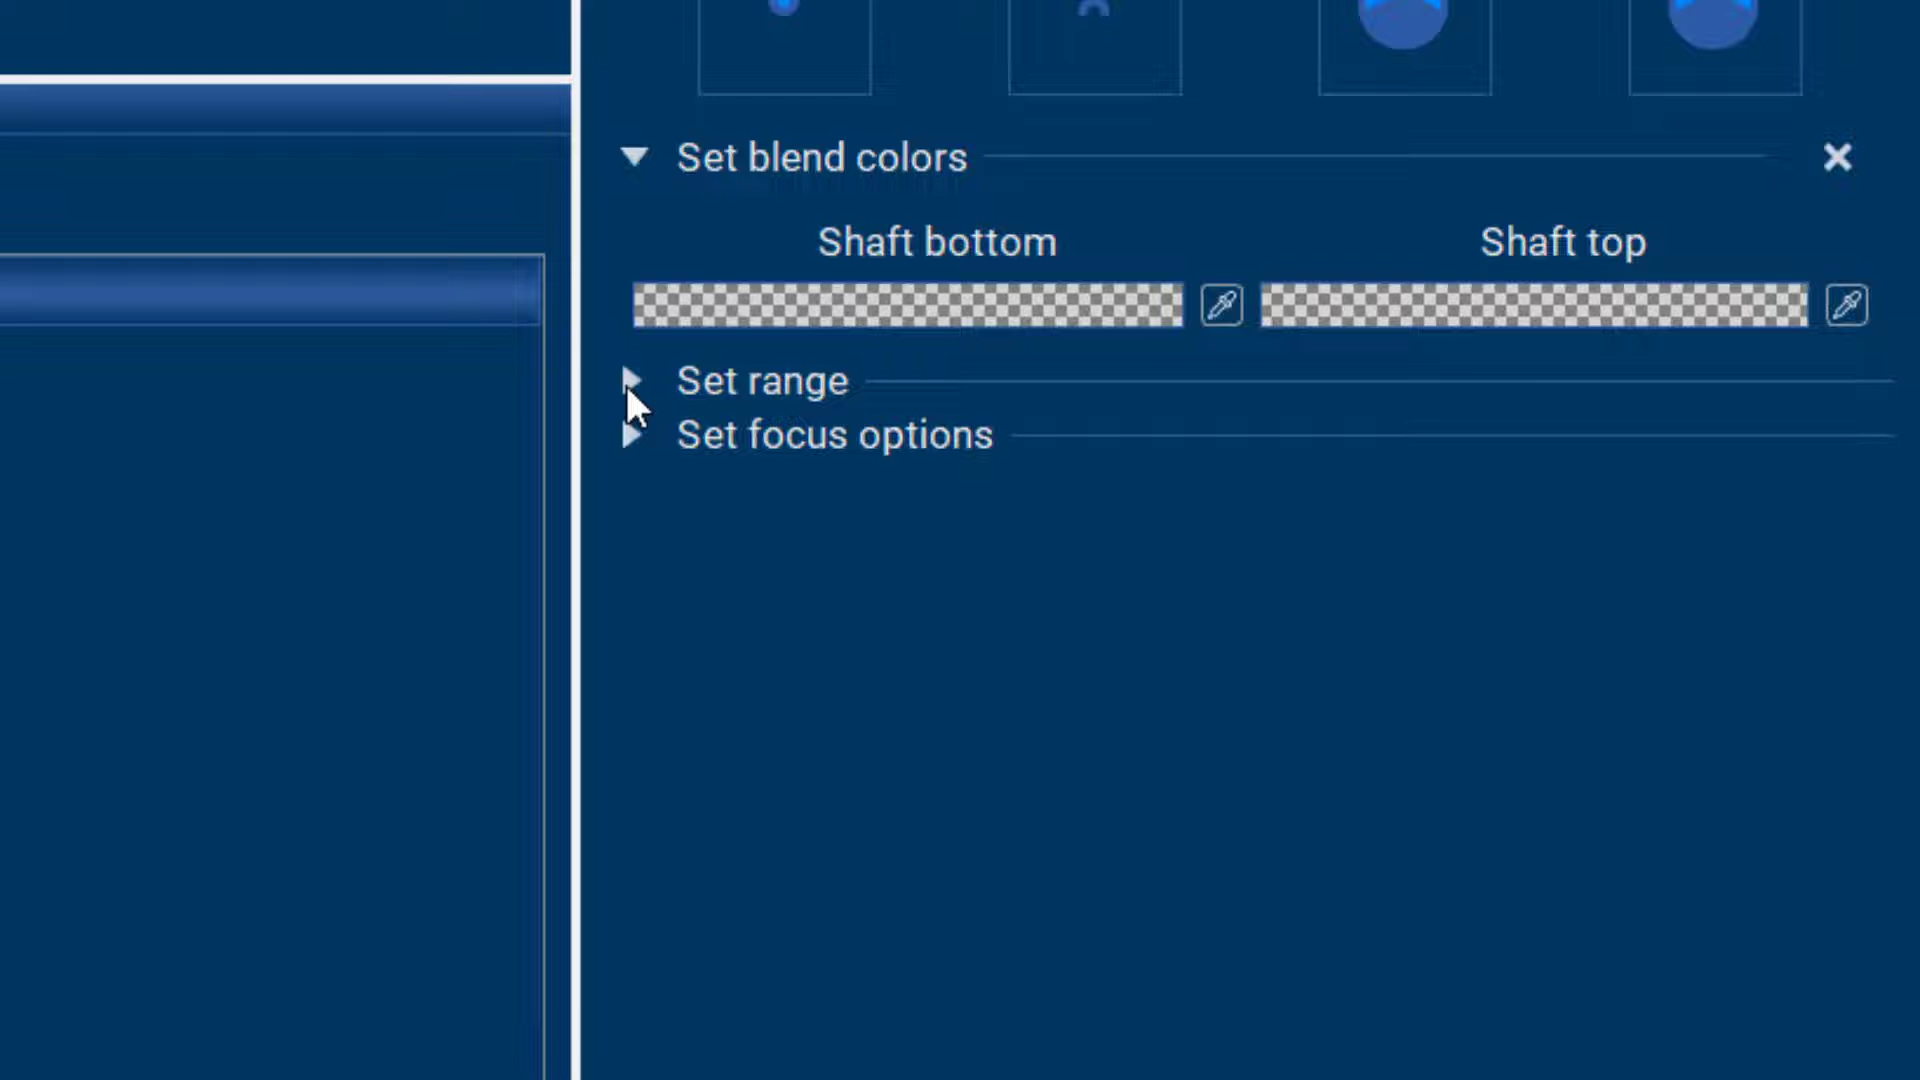 Set blend colors
Shaft bottom Shaft top
Set range
Set focus options